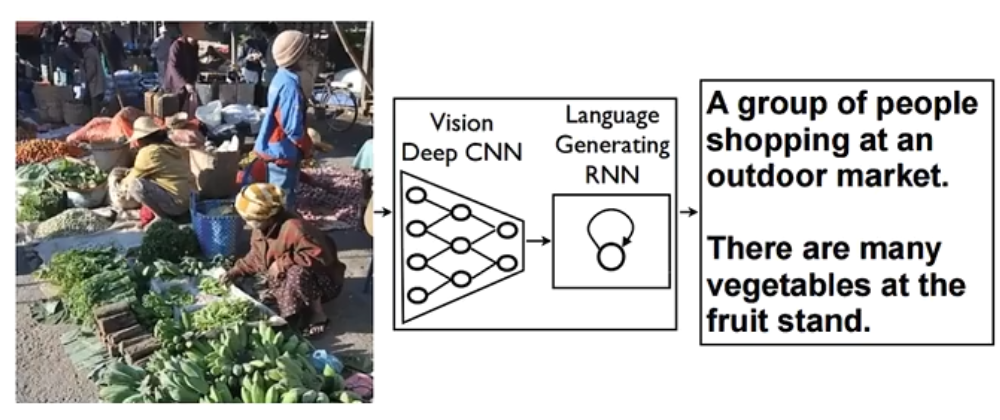 Vision
Deep CNN
Language
Generating
RNN
A group of people
shopping at an
outdoor market.
There are many
vegetables at the
fruit stand.